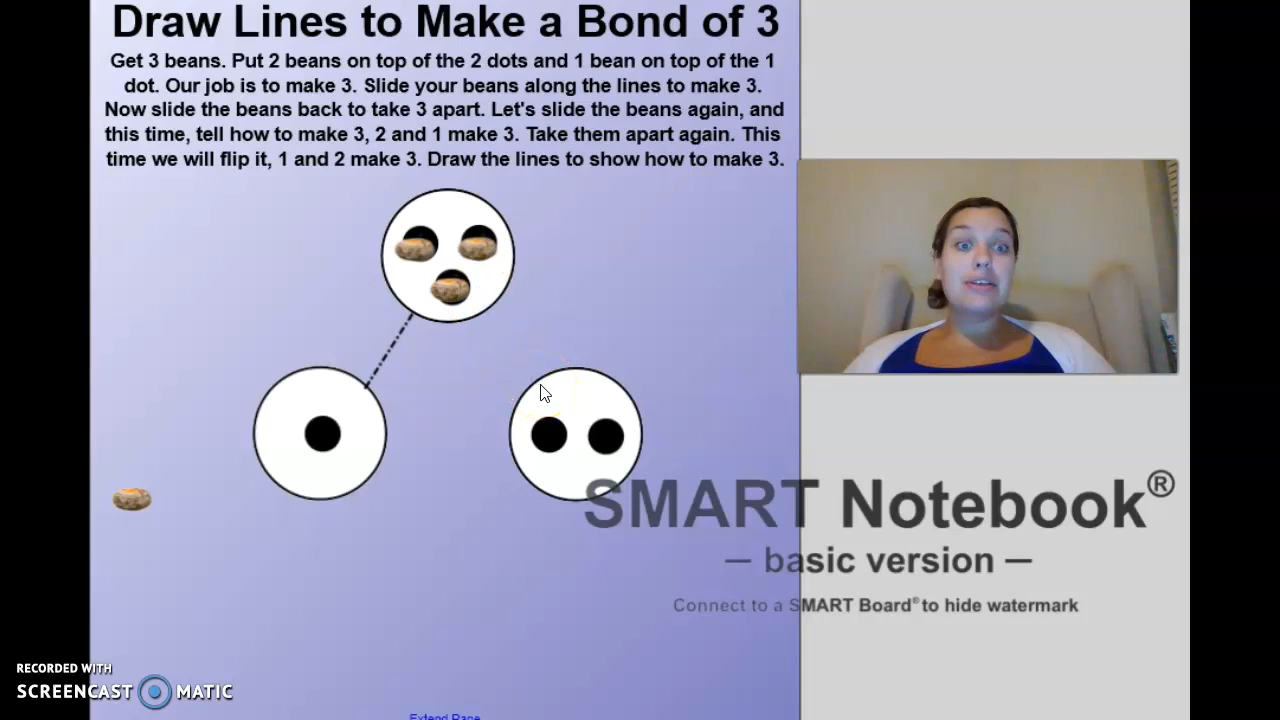 Draw Lines to Make a Bond of 3
Get 3 beans. Put 2 beans on top of the 2 dots and 1 bean on top of the 1
dot. Our job is to make 3. Slide your beans along the lines to make 3.
Now slide the beans back to take 3 apart. Let's slide the beans again, and
this time, tell how to make 3, 2 and 1 make 3. Take them apart again. This
time we will flip it, 1 and 2 make 3. Draw the lines to show how to make 3.
SMART Notebook®
— basic version —
Connect to a SMART Board® to hide watermark
RECORDED WITH
SCREENCAST MATIC
Extend Page